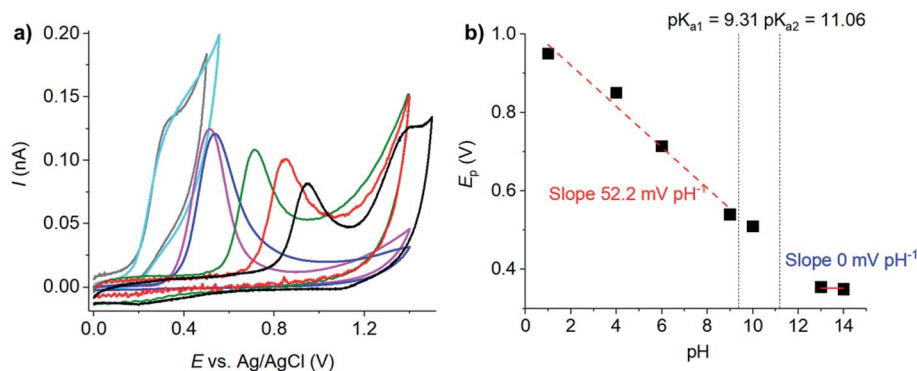 a)
0.20
0.15
0.10
0.05
0.00
I (nA)
0.0 0.4 0.8 1.2
E vs. Ag/AgCl (V)
b)
pKa1 = 9.31 pKa2 = 11.06
1.0
0.8
0.6
0.4
Ep (V)
Slope 52.2 mV pH-1
Slope 0 mV pH-1
0 2 4 6 8 10 12 14
pH